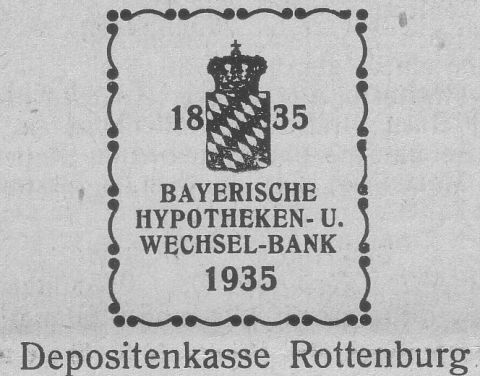 18 35
BAYERISCHE
HYPOTHEKEN- U.
WECHSEL-BANK
1935
Depositenkasse Rottenburg